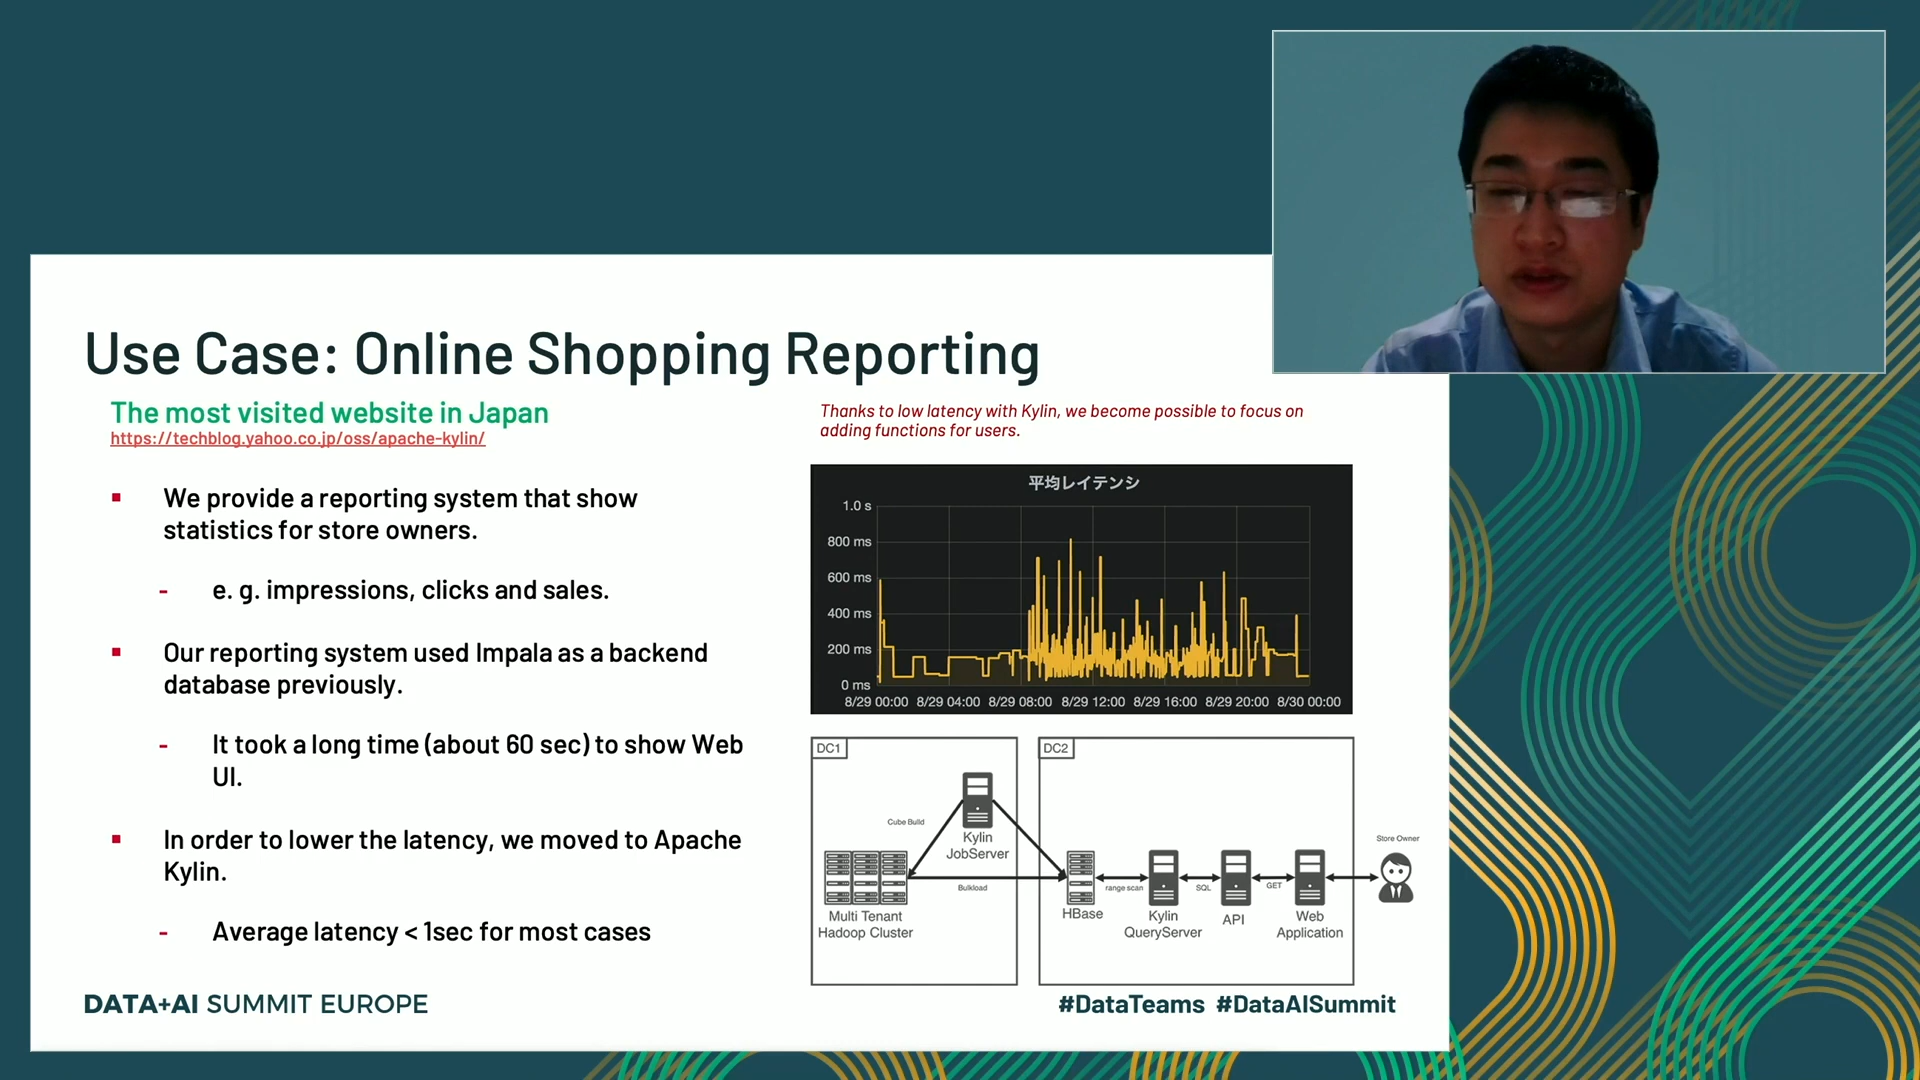 Use Case: Online Shopping Reporting
The most visited website in Japan
https://techblog.yahoo.co.jp/oss/apache-kylin/
We provide a reporting system that show
statistics for store owners.
- e. g. impressions, clicks and sales.
Our reporting system used Impala as a backend
database previously.
- It took a long time (about 60 sec) to show Web
UI.
In order to lower the latency, we moved to Apache
Kylin.
- Average latency < 1sec for most cases
Thanks to low latency with Kylin, we become possible to focus on
adding functions for users.
平均レイテンシ
1.0 s
800 ms
600 ms
400 ms
200 ms
0 ms
8/29 00:00 8/29 04:00 8/29 08:00 8/29 12:00 8/29 16:00 8/29 20:00 8/30 00:00
DC1
Cube Build
Kylin
JobServer
Bulkload
Multi Tenant
Hadoop Cluster
DC2
HBase
range scan
Kylin
QueryServer
SQL
API
GET
Web
Application
Store Owner
DATA+AI SUMMIT EUROPE
#DataTeams #DataAISummit